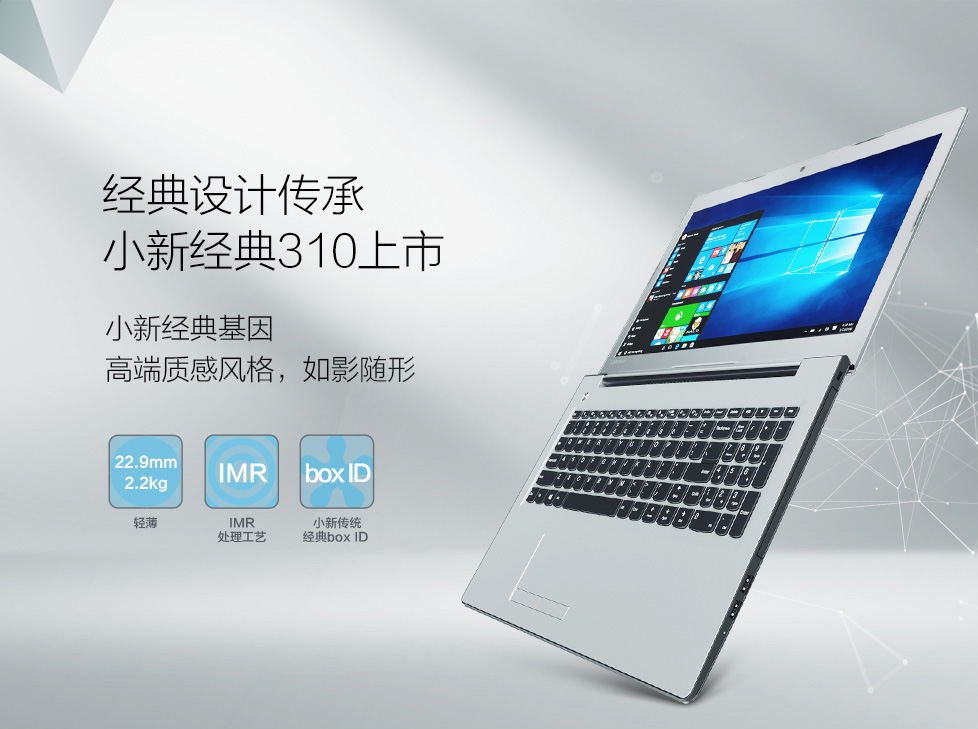 经典设计传承
小新经典310上市
小新经典基因
高端质感风格，如影随形
22.9mm
2.2kg
IMR
box ID
轻薄
IMR
处理工艺
小新传统
经典box ID